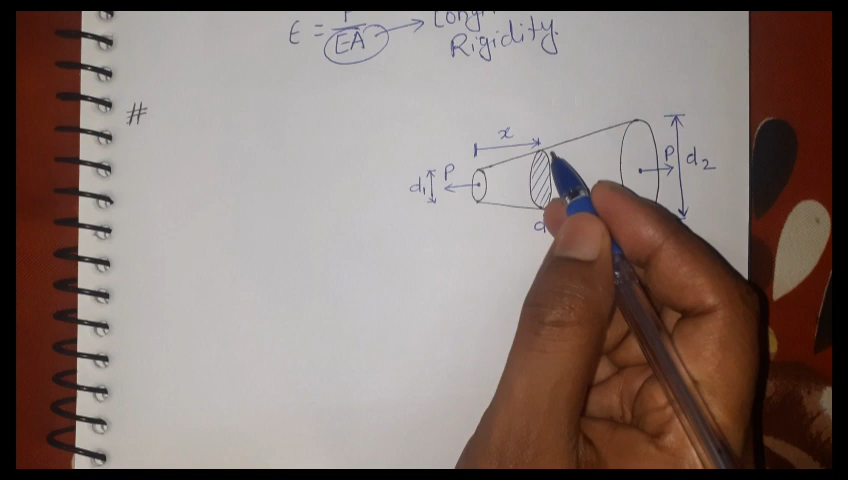 ϵ = P/EA →
Rigidity.
#
x
d₁ P
P d₂
d